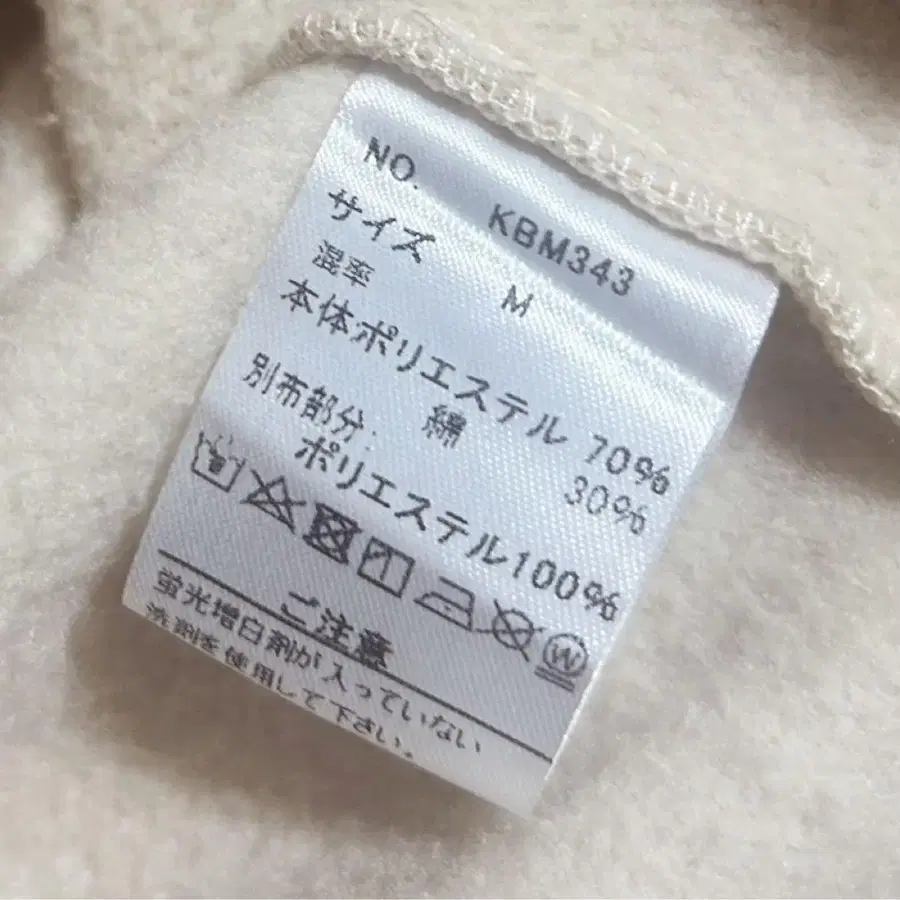 NO. KBM343
サイズ M
混率
本体:ポリエステル 70%
綿 30%
別布部分:
ポリエステル100%
W
ご注意
蛍光増白剤が入っていない
洗剤を使用して下さい。